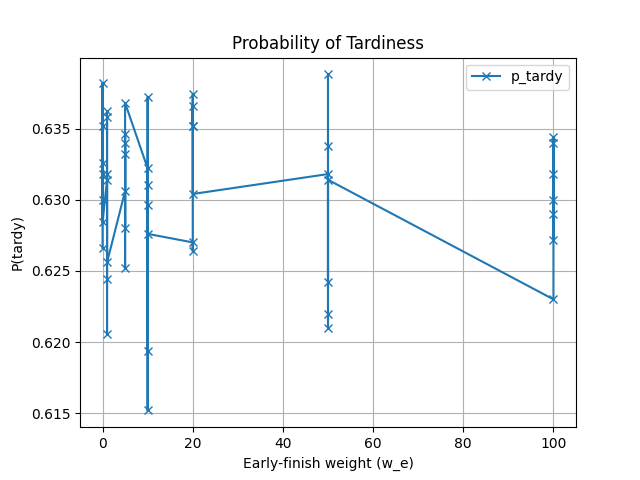 Probability of Tardiness
p_tardy
P(tardy)
0.635
0.630
0.625
0.620
0.615
0 20 40 60 80 100
Early-finish weight (w_e)